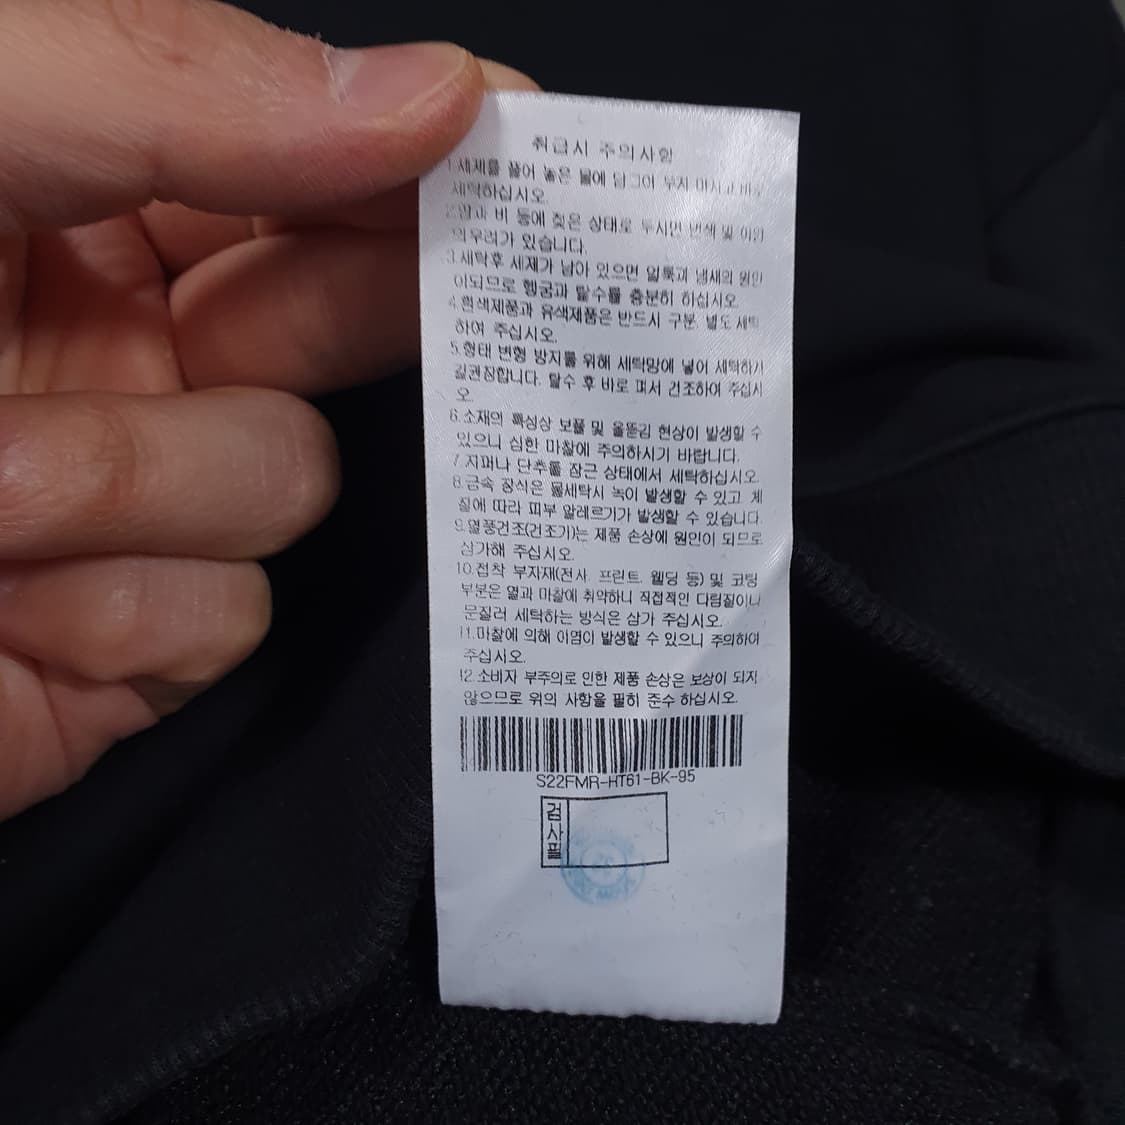 취급시 주의사항
1.세제를 풀어 놓은 물에 담그어 두지 마시고 바로
세탁하십시오.
2.땀과 비 등에 젖은 상태로 두시면 변색 및 이염
의우려가 있습니다.
3.세탁후 세제가 남아 있으면 얼룩과 냄새의 원인
이되므로 헹굼과 탈수를 충분히 하십시오
4.흰색제품과 유색제품은 반드시 구분. 별도 세탁
하여 주십시오.
5.형태 변형 방지를 위해 세탁망에 넣어 세탁하시
길권장합니다. 탈수 후 바로 펴서 건조하여 주십시
오.
6.소재의 특성상 보풀 및 올뜯김 현상이 발생할 수
있으니 심한 마찰에 주의하시기 바랍니다.
7.지퍼나 단추를 잠근 상태에서 세탁하십시오.
8.금속 장식은 물세탁시 녹이 발생할 수 있고 체
질에 따라 피부 알레르기가 발생할 수 있습니다.
9.열풍건조(건조기)는 제품 손상에 원인이 되므로
삼가해 주십시오.
10.접착 부자재(전사. 프린트. 웰딩 등) 및 코팅
부분은 열과 마찰에 취약하니 직접적인 다림질이나
문질러 세탁하는 방식은 삼가 주십시오.
11.마찰에 의해 이염이 발생할 수 있으니 주의하여
주십시오.
12.소비자 부주의로 인한 제품 손상은 보상이 되지
않으므로 위의 사항을 필히 준수 하십시오.
S22FMR-HT61-BK-95
검사필